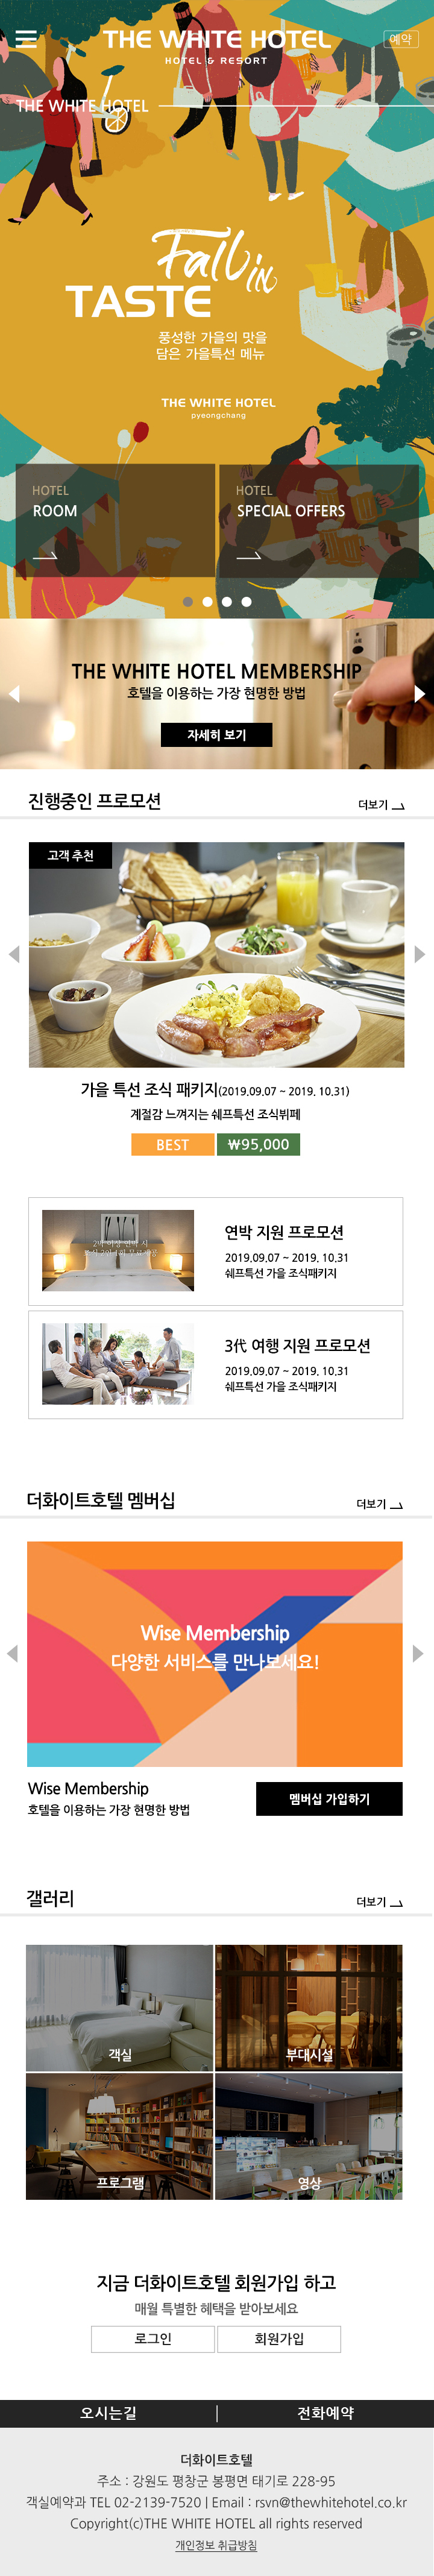 THE WHITE HOTEL
HOTEL & RESORT
예약
THE WHITE HOTEL
Fall in
TASTE
풍성한 가을의 맛을
담은 가을특선 메뉴
THE WHITE HOTEL
pyeongchang
HOTEL
ROOM
HOTEL
SPECIAL OFFERS
THE WHITE HOTEL MEMBERSHIP
호텔을 이용하는 가장 현명한 방법
자세히 보기
진행중인 프로모션
더보기
고객 추천
가을 특선 조식 패키지(2019.09.07 ~ 2019. 10.31)
계절감 느껴지는 쉐프특선 조식뷔페
BEST
₩95,000
연박 지원 프로모션
2019.09.07 ~ 2019. 10.31
쉐프특선 가을 조식패키지
3代 여행 지원 프로모션
2019.09.07 ~ 2019. 10.31
쉐프특선 가을 조식패키지
더화이트호텔 멤버십
더보기
Wise Membership
다양한 서비스를 만나보세요!
Wise Membership
호텔을 이용하는 가장 현명한 방법
멤버십 가입하기
갤러리
더보기
객실
부대시설
프로그램
영상
지금 더화이트호텔 회원가입 하고
매월 특별한 혜택을 받아보세요
로그인
회원가입
오시는길
전화예약
더화이트호텔
주소 : 강원도 평창군 봉평면 태기로 228-95
객실예약과 TEL 02-2139-7520 | Email : rsvn@thewhitehotel.co.kr
Copyright(c)THE WHITE HOTEL all rights reserved
개인정보 취급방침